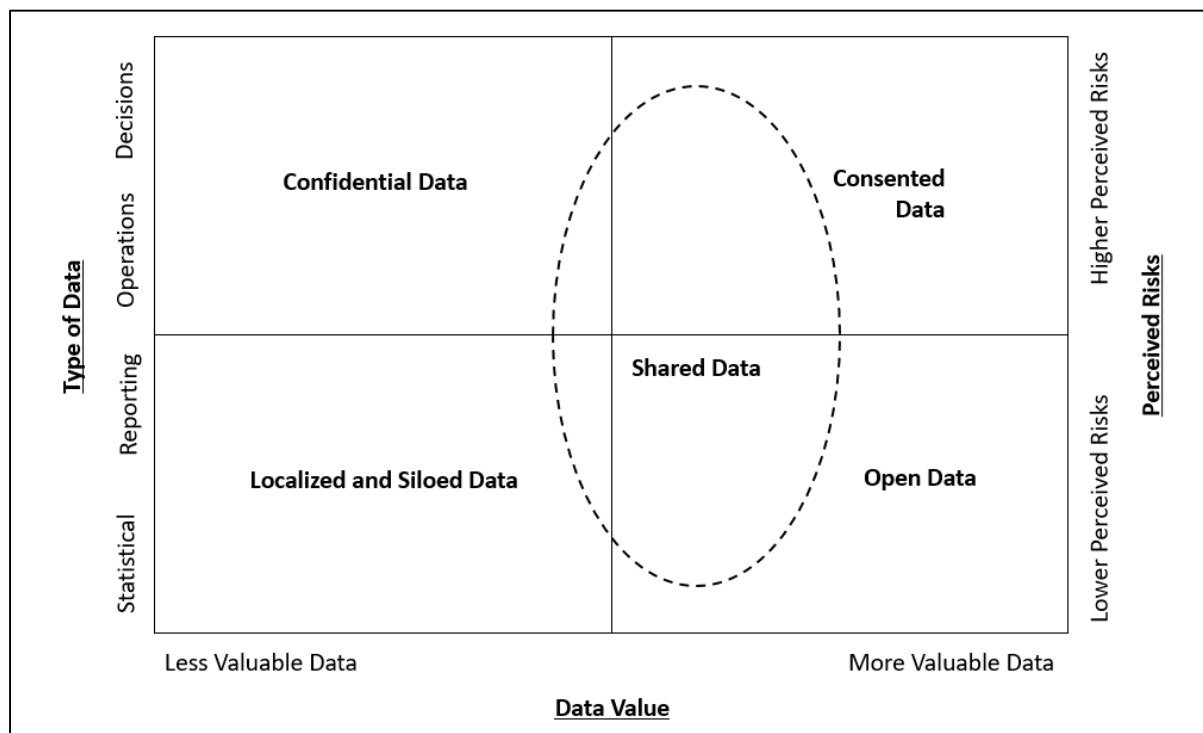 Decisions
Operations
Reporting
Statistical
Type of Data
Confidential Data
Consented
Data
Shared Data
Localized and Siloed Data
Open Data
Higher Perceived Risks
Lower Perceived Risks
Perceived Risks
Less Valuable Data
More Valuable Data
Data Value